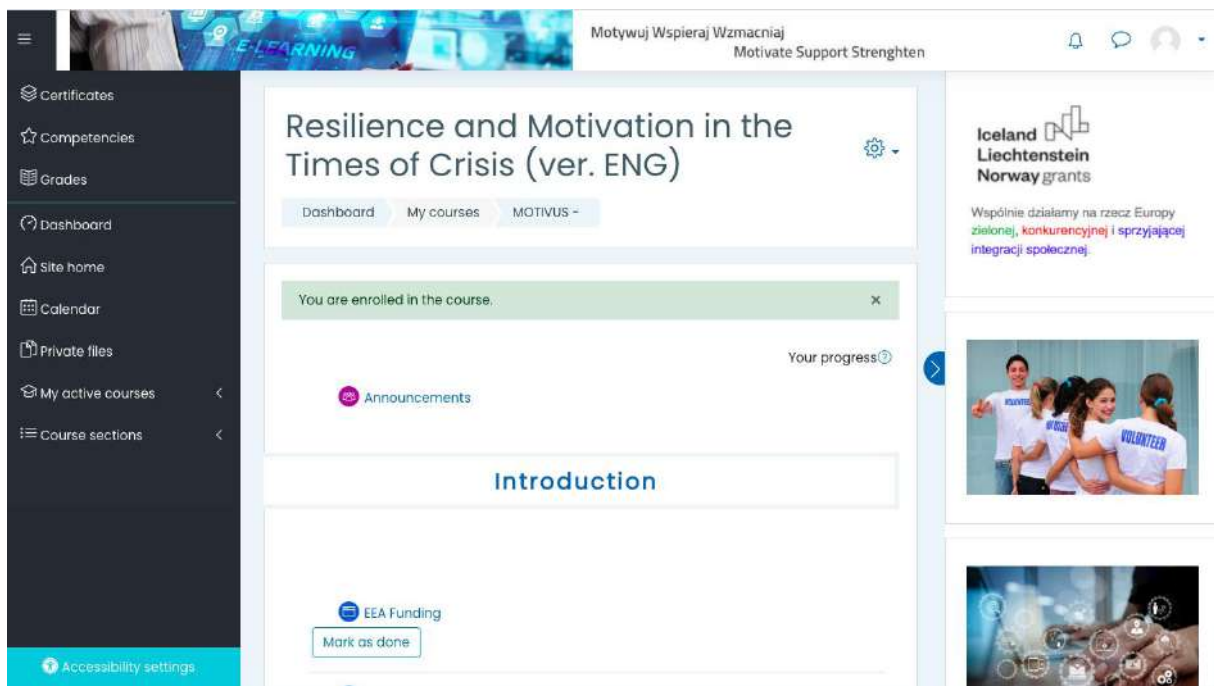 E-LEARNING
Motywuj Wspieraj Wzmacniaj
Motivate Support Strenghten
Certificates
Competencies
Grades
Dashboard
Site home
Calendar
Private files
My active courses
Course sections
Accessibility settings
Resilience and Motivation in the
Times of Crisis (ver. ENG)
Dashboard My courses MOTIVUS -
You are enrolled in the course. ×
Your progress
Announcements
Introduction
EEA Funding
Mark as done
Iceland
Liechtenstein
Norway grants
Wspólnie działamy na rzecz Europy
zielonej, konkurencyjnej i sprzyjającej
integracji społecznej.
VOLUNTEER